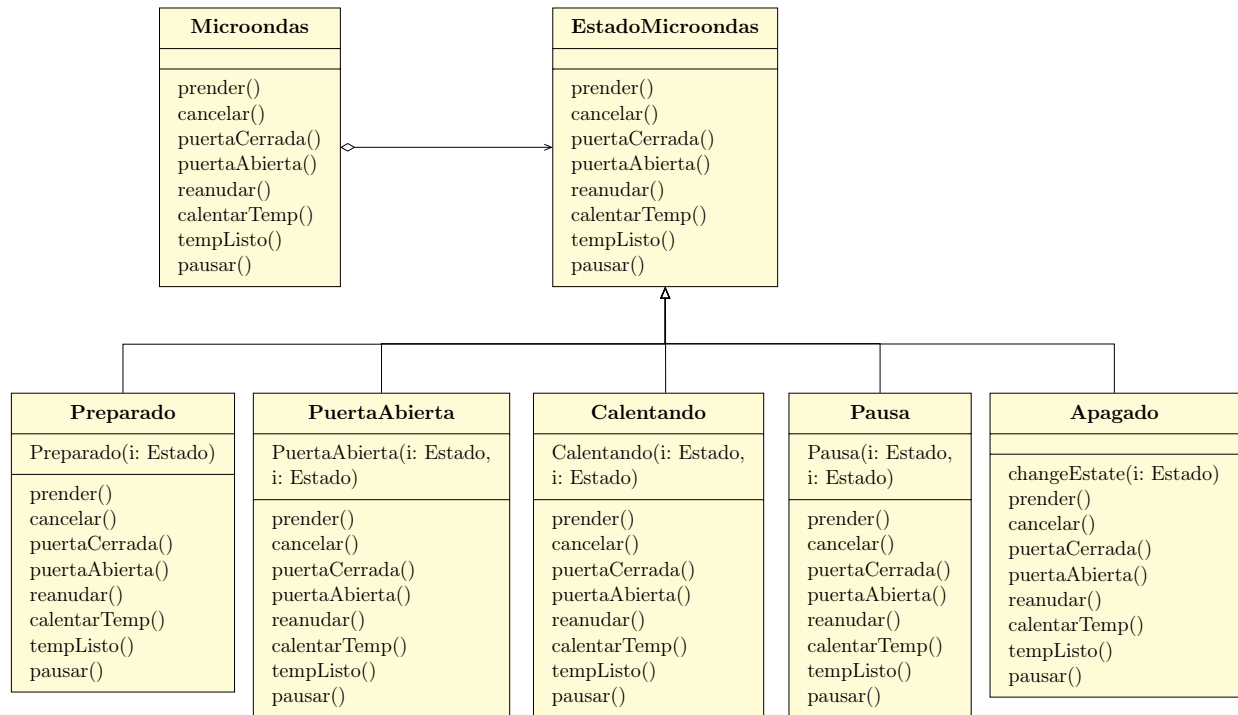 Microondas
prender()
cancelar()
puertaCerrada()
puertaAbierta()
reanudar()
calentarTemp()
tempListo()
pausar()
EstadoMicroondas
prender()
cancelar()
puertaCerrada()
puertaAbierta()
reanudar()
calentarTemp()
tempListo()
pausar()
Preparado
Preparado(i: Estado)
prender()
cancelar()
puertaCerrada()
puertaAbierta()
reanudar()
calentarTemp()
tempListo()
pausar()
PuertaAbierta
PuertaAbierta(i: Estado,
i: Estado)
prender()
cancelar()
puertaCerrada()
puertaAbierta()
reanudar()
calentarTemp()
tempListo()
pausar()
Calentando
Calentando(i: Estado,
i: Estado)
prender()
cancelar()
puertaCerrada()
puertaAbierta()
reanudar()
calentarTemp()
tempListo()
pausar()
Pausa
Pausa(i: Estado,
i: Estado)
prender()
cancelar()
puertaCerrada()
puertaAbierta()
reanudar()
calentarTemp()
tempListo()
pausar()
Apagado
changeEstate(i: Estado)
prender()
cancelar()
puertaCerrada()
puertaAbierta()
reanudar()
calentarTemp()
tempListo()
pausar()